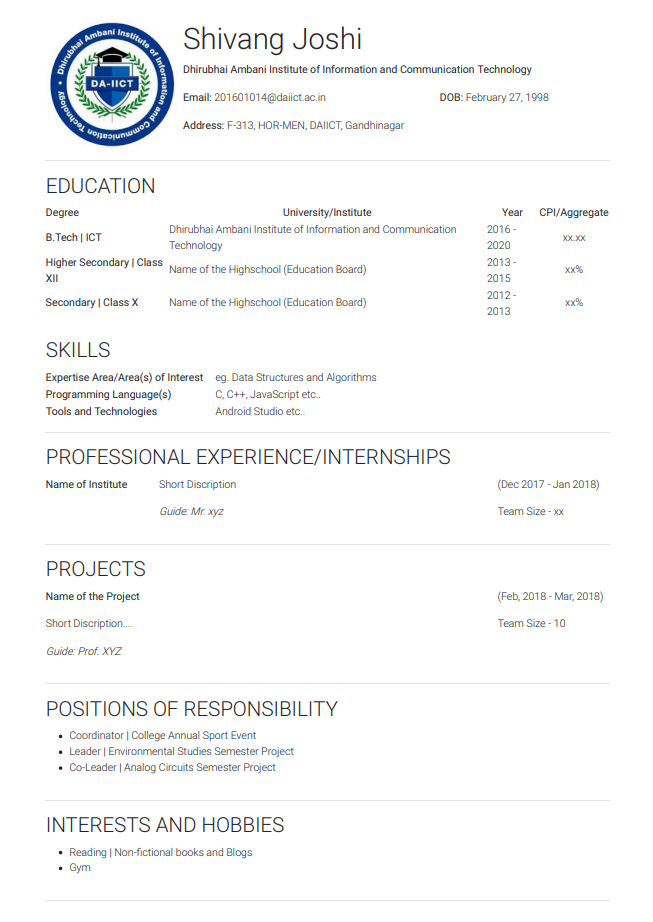 Dhirubhai Ambani Institute of Information and Communication Technology
DA-IICT
Shivang Joshi
Dhirubhai Ambani Institute of Information and Communication Technology
Email: 201601014@daiict.ac.in DOB: February 27, 1998
Address: F-313, HOR-MEN, DAIICT, Gandhinagar
EDUCATION
Degree University/Institute Year CPI/Aggregate
B.Tech | ICT Dhirubhai Ambani Institute of Information and Communication Technology 2016 - 2020 xx.xx
Higher Secondary | Class XII Name of the Highschool (Education Board) 2013 - 2015 xx%
Secondary | Class X Name of the Highschool (Education Board) 2012 - 2013 xx%
SKILLS
Expertise Area/Area(s) of Interest eg. Data Structures and Algorithms
Programming Language(s) C, C++, JavaScript etc..
Tools and Technologies Android Studio etc..
PROFESSIONAL EXPERIENCE/INTERNSHIPS
Name of Institute Short Discription (Dec 2017 - Jan 2018)
Guide: Mr. xyz Team Size - xx
PROJECTS
Name of the Project (Feb, 2018 - Mar, 2018)
Short Discription.... Team Size - 10
Guide: Prof. XYZ
POSITIONS OF RESPONSIBILITY
• Coordinator | College Annual Sport Event
• Leader | Environmental Studies Semester Project
• Co-Leader | Analog Circuits Semester Project
INTERESTS AND HOBBIES
• Reading | Non-fictional books and Blogs
• Gym